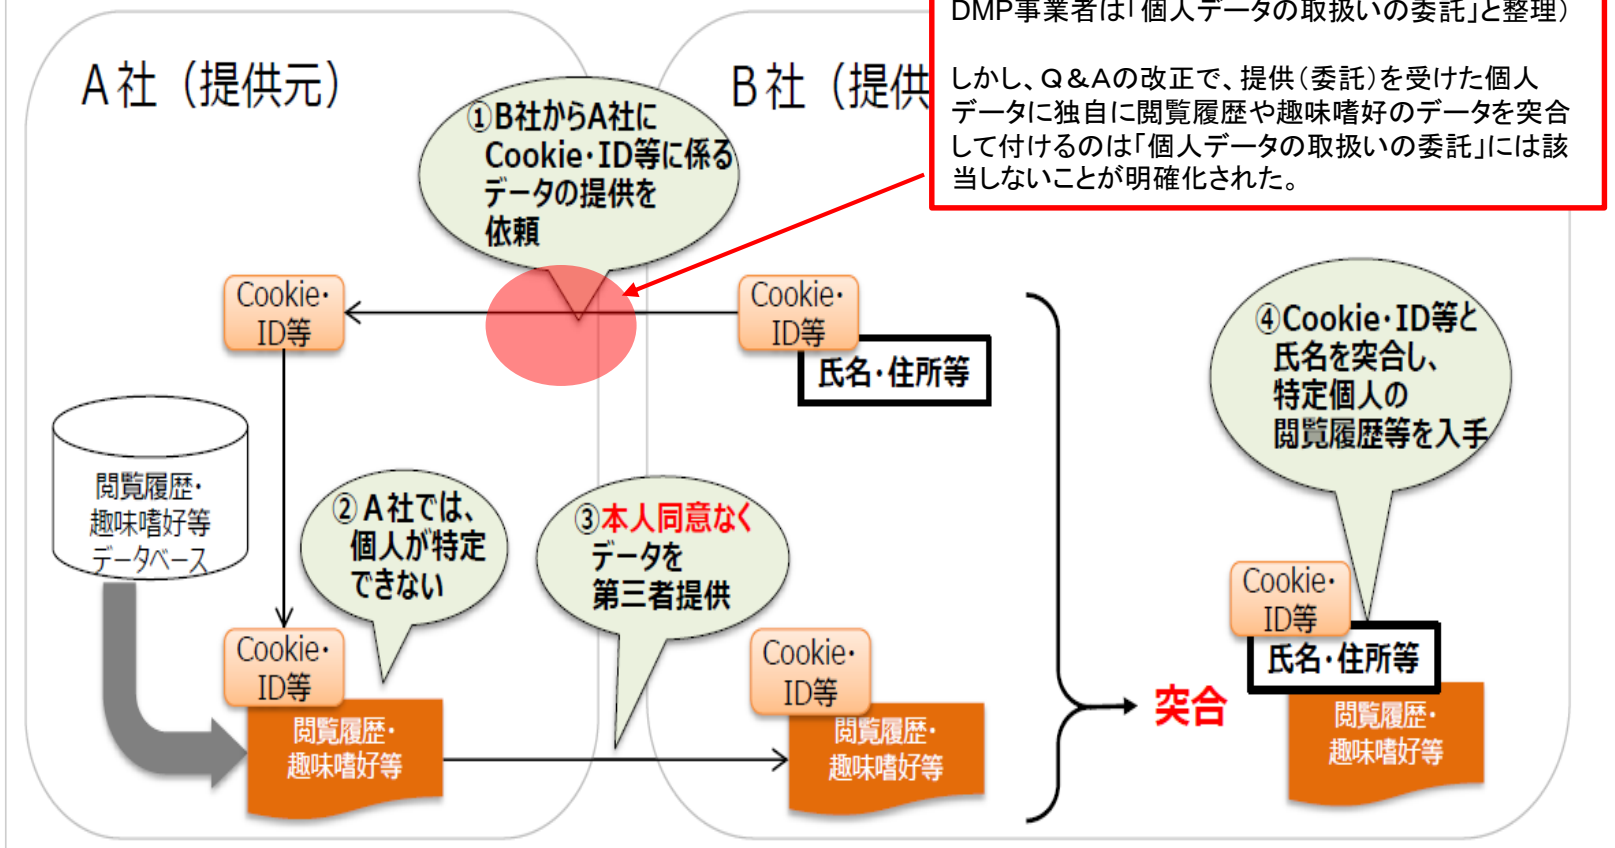 DMP事業者は「個人データの取扱いの委託」と整理）
しかし、Q＆Aの改正で、提供（委託）を受けた個人
データに独自に閲覧履歴や趣味嗜好のデータを突合
して付けるのは「個人データの取扱いの委託」には該
当しないことが明確化された。
A社（提供元）
B社（提供
①B社からA社に
Cookie・ID等に係る
データの提供を
依頼
Cookie・
ID等
Cookie・
ID等
氏名・住所等
④Cookie・ID等と
氏名を突合し、
特定個人の
閲覧履歴等を入手
閲覧履歴・
趣味嗜好等
データベース
②A社では、
個人が特定
できない
③本人同意なく
データを
第三者提供
Cookie・
ID等
閲覧履歴・
趣味嗜好等
Cookie・
ID等
閲覧履歴・
趣味嗜好等
突合
Cookie・
ID等
氏名・住所等
閲覧履歴・
趣味嗜好等